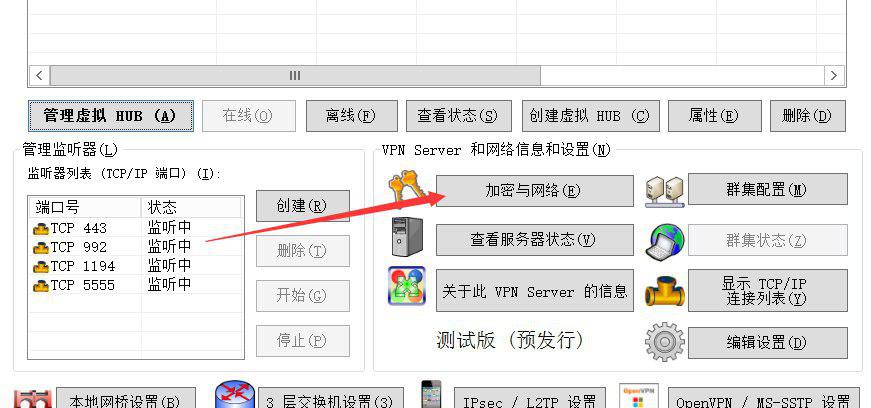 管理虚拟 HUB (A)
在线(O)
离线(F)
查看状态(S)
创建虚拟 HUB (C)
属性(E)
删除(D)
管理监听器(L)
监听器列表 (TCP/IP 端口) (I):
端口号 状态
TCP 443 监听中
TCP 992 监听中
TCP 1194 监听中
TCP 5555 监听中
创建(R)
删除(T)
开始(G)
停止(P)
VPN Server 和网络信息和设置(N)
加密与网络(E)
群集配置(M)
查看服务器状态(V)
群集状态(Z)
关于此 VPN Server 的信息
显示 TCP/IP
连接列表(Y)
测试版 (预发行)
编辑设置(D)
本地网桥设置(B)
3 层交换机设置(3)
IPsec / L2TP 设置
OpenVPN
OpenVPN / MS-SSTP 设置